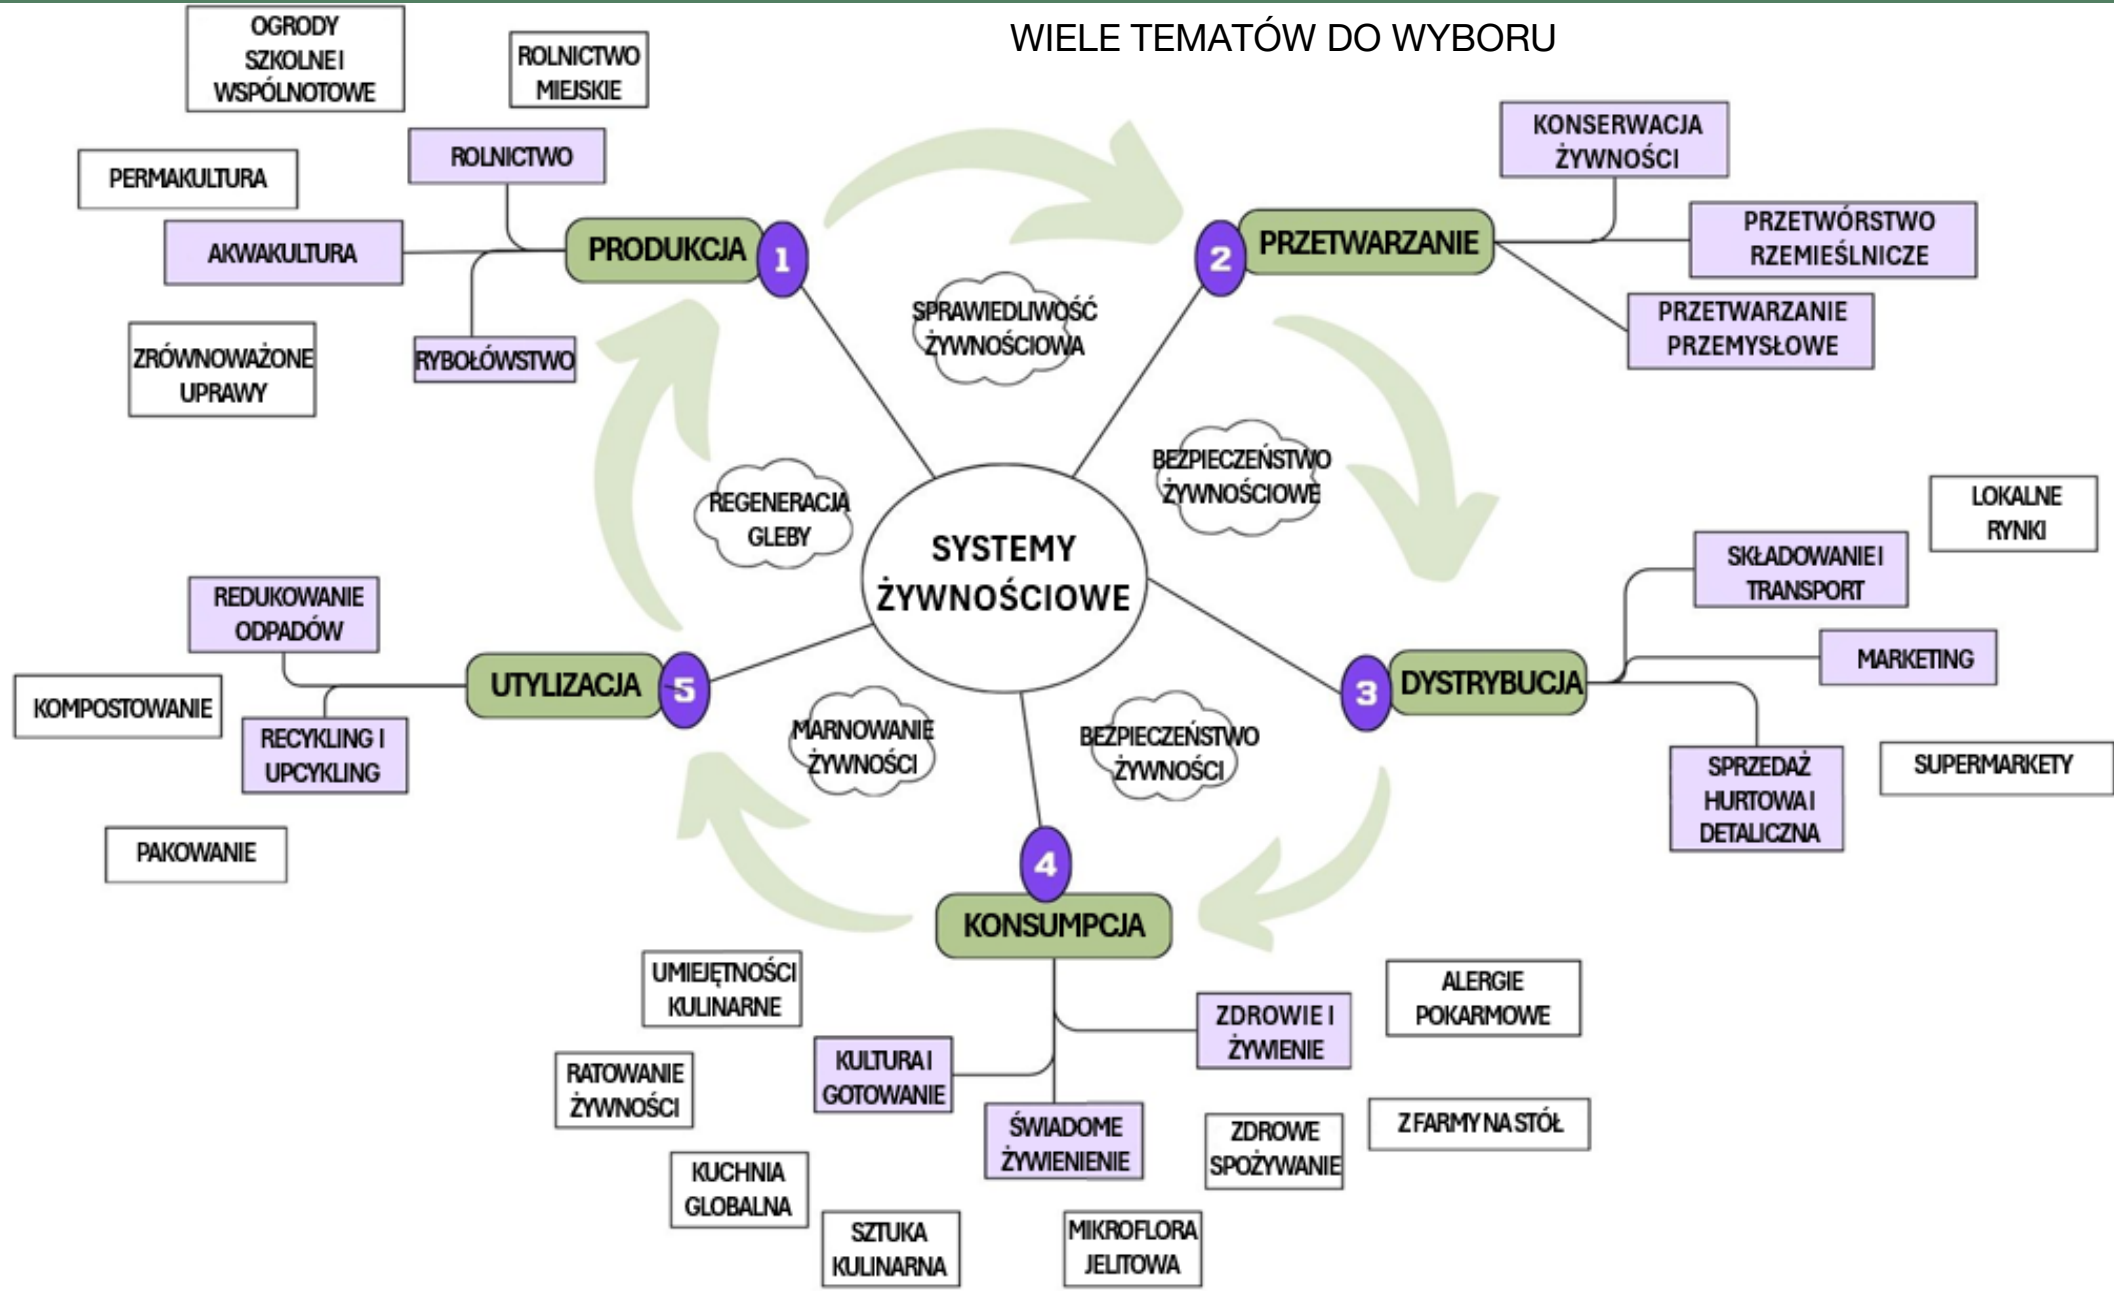 WIELE TEMATÓW DO WYBORU
OGRODY
SZKOLNE I
WSPÓLNOTOWE
ROLNICTWO
MIEJSKIE
ROLNICTWO
PERMAKULTURA
AKWAKULTURA
ZRÓWNOWAŻONE
UPRAWY
RYBOŁÓWSTWO
PRODUKCJA
1
2
PRZETWARZANIE
KONSERWACJA
ŻYWNOŚCI
PRZETWÓRSTWO
RZEMIEŚLNICZE
PRZETWARZANIE
PRZEMYSŁOWE
SPRAWIEDLIWOŚĆ
ŻYWNOŚCIOWA
BEZPIECZEŃSTWO
ŻYWNOŚCIOWE
REGENERACJA
GLEBY
SYSTEMY
ŻYWNOŚCIOWE
LOKALNE
RYNKI
SKŁADOWANIE I
TRANSPORT
MARKETING
3
DYSTRYBUCJA
SPRZEDAŻ
HURTOWA I
DETALICZNA
SUPERMARKETY
REDUKOWANIE
ODPADÓW
UTYLIZACJA
5
KOMPOSTOWANIE
RECYKLING I
UPCYKLING
PAKOWANIE
MARNOWANIE
ŻYWNOŚCI
BEZPIECZEŃSTWO
ŻYWNOŚCI
4
KONSUMPCJA
UMIEJĘTNOŚCI
KULINARNE
RATOWANIE
ŻYWNOŚCI
KULTURA I
GOTOWANIE
KUCHNIA
GLOBALNA
SZTUKA
KULINARNA
ŚWIADOME
ŻYWIENIENIE
MIKROFLORA
JELITOWA
ZDROWIE I
ŻYWIENIE
ZDROWE
SPOŻYWANIE
ALERGIE
POKARMOWE
Z FARMY NA STÓŁ